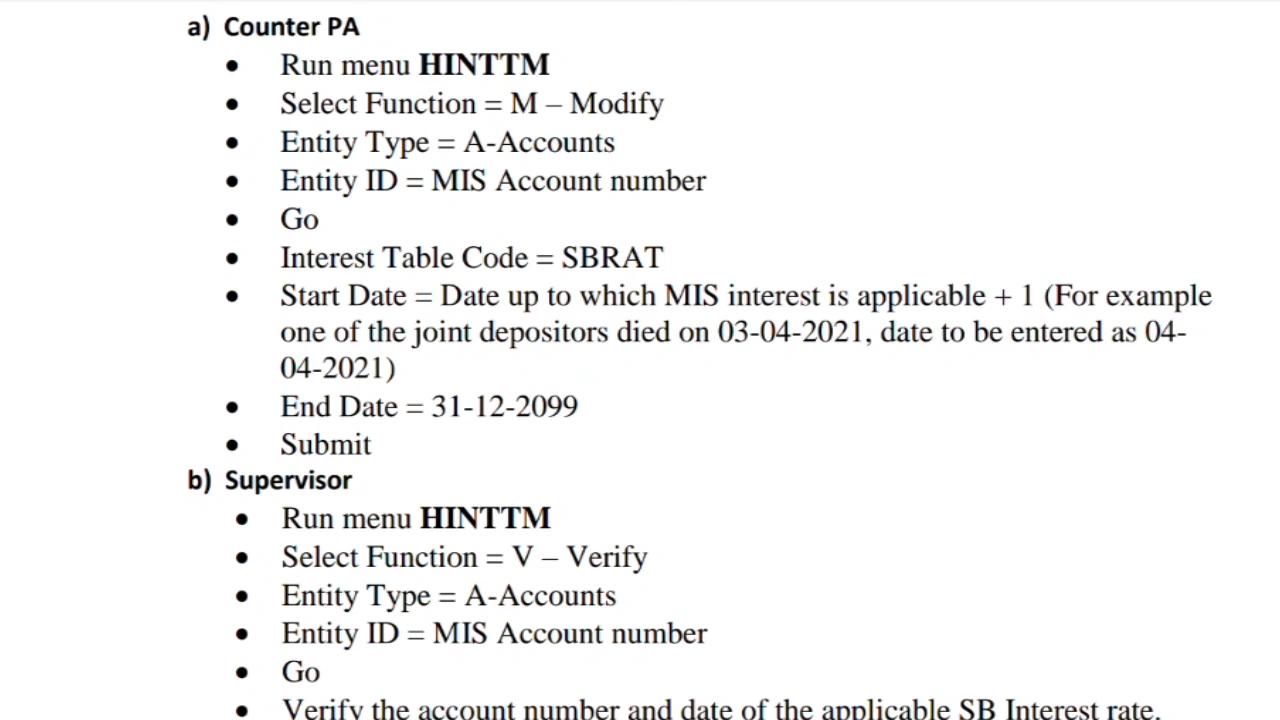 a) Counter PA
• Run menu HINTTM
• Select Function = M – Modify
• Entity Type = A-Accounts
• Entity ID = MIS Account number
• Go
• Interest Table Code = SBRAT
• Start Date = Date up to which MIS interest is applicable + 1 (For example
one of the joint depositors died on 03-04-2021, date to be entered as 04-
04-2021)
• End Date = 31-12-2099
• Submit
b) Supervisor
• Run menu HINTTM
• Select Function = V – Verify
• Entity Type = A-Accounts
• Entity ID = MIS Account number
• Go
• Verify the account number and date of the applicable SB Interest rate.